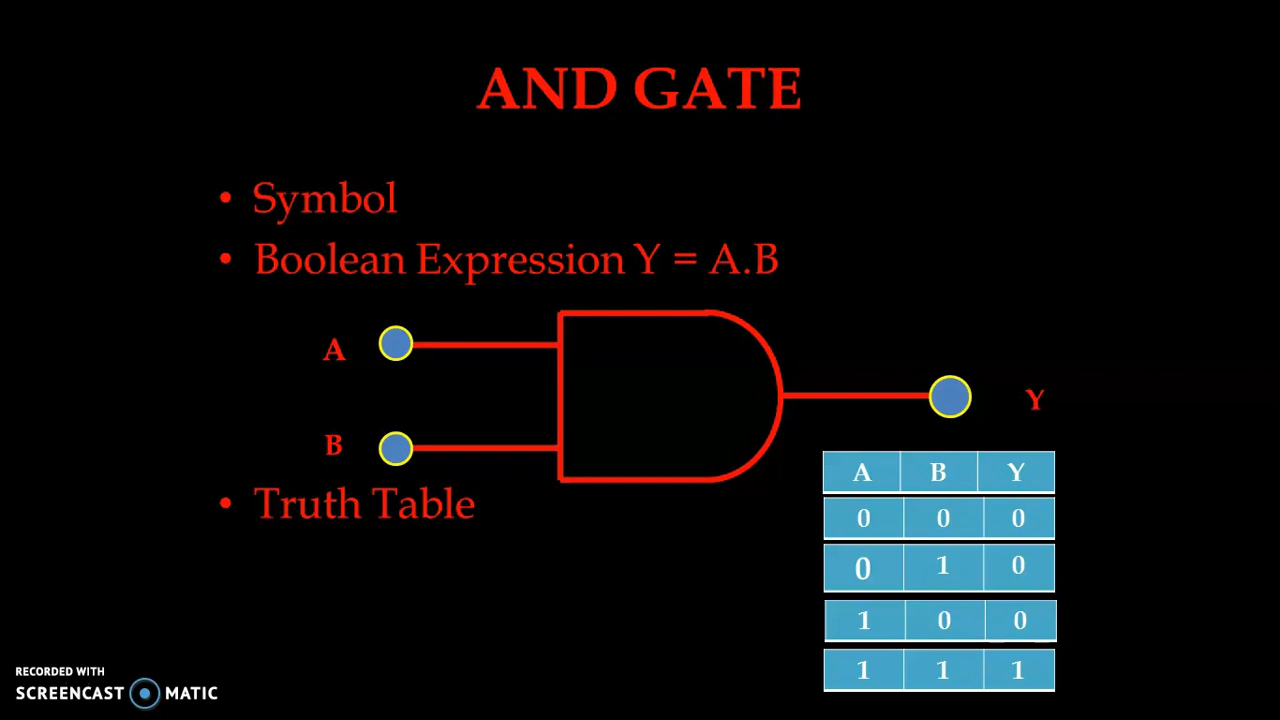 AND GATE
• Symbol
• Boolean Expression Y = A.B
A
B
Y
• Truth Table
A B Y
0 0 0
0 1 0
1 0 0
1 1 1
RECORDED WITH
SCREENCAST MATIC